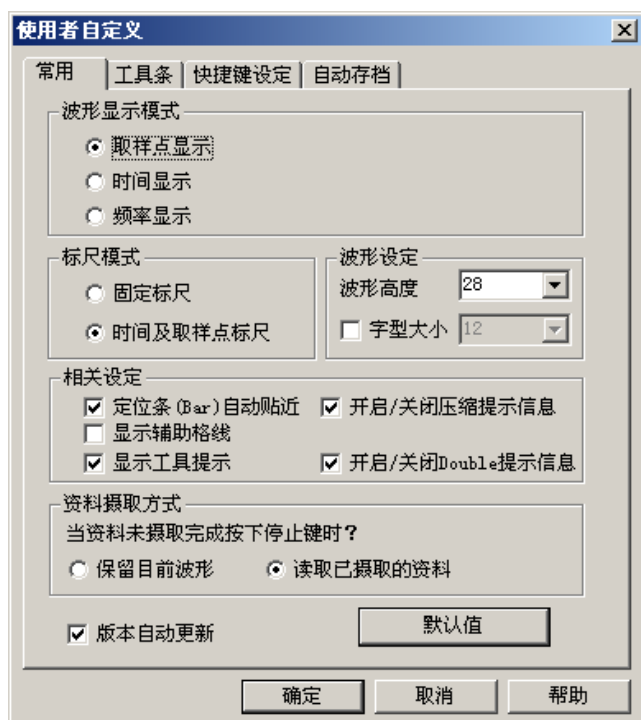 使用者自定义
常用 工具条 快捷键设定 自动存档
波形显示模式
取样点显示
时间显示
频率显示
标尺模式
固定标尺
时间及取样点标尺
波形设定
波形高度 28
字型大小 12
相关设定
定位条(Bar)自动贴近 开启/关闭压缩提示信息
显示辅助格线
显示工具提示 开启/关闭Double提示信息
资料摄取方式
当资料未摄取完成按下停止键时?
保留目前波形 读取已摄取的资料
版本自动更新 默认值
确定 取消 帮助